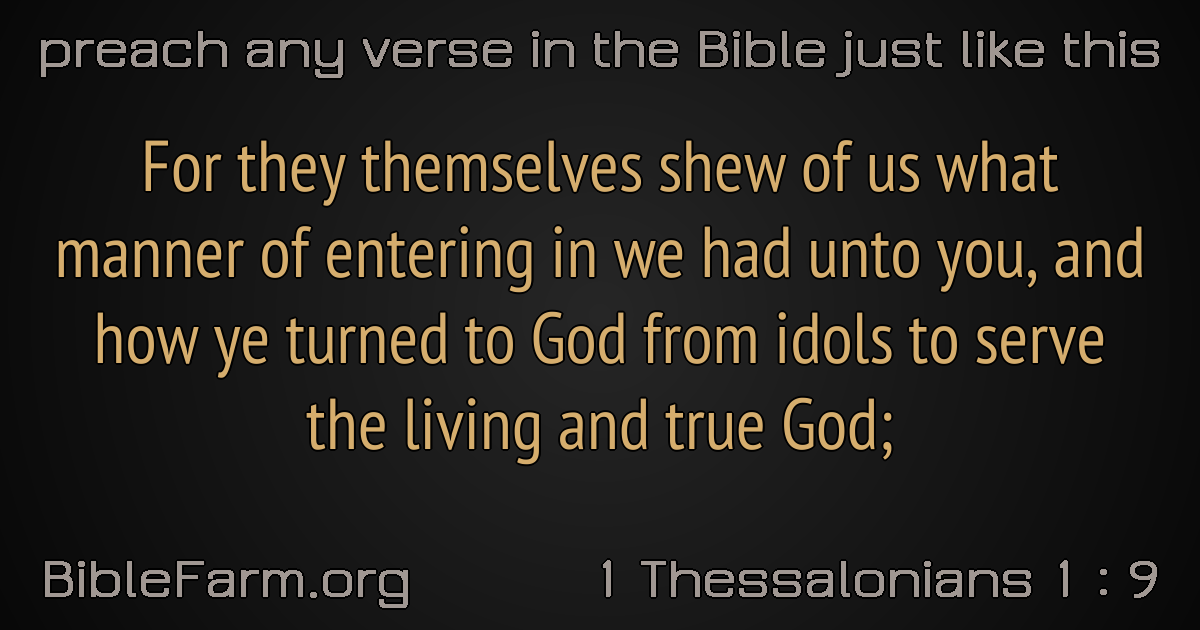 preach any verse in the Bible just like this
For they themselves shew of us what
manner of entering in we had unto you, and
how ye turned to God from idols to serve
the living and true God;
BibleFarm.org
1 Thessalonians 1 : 9